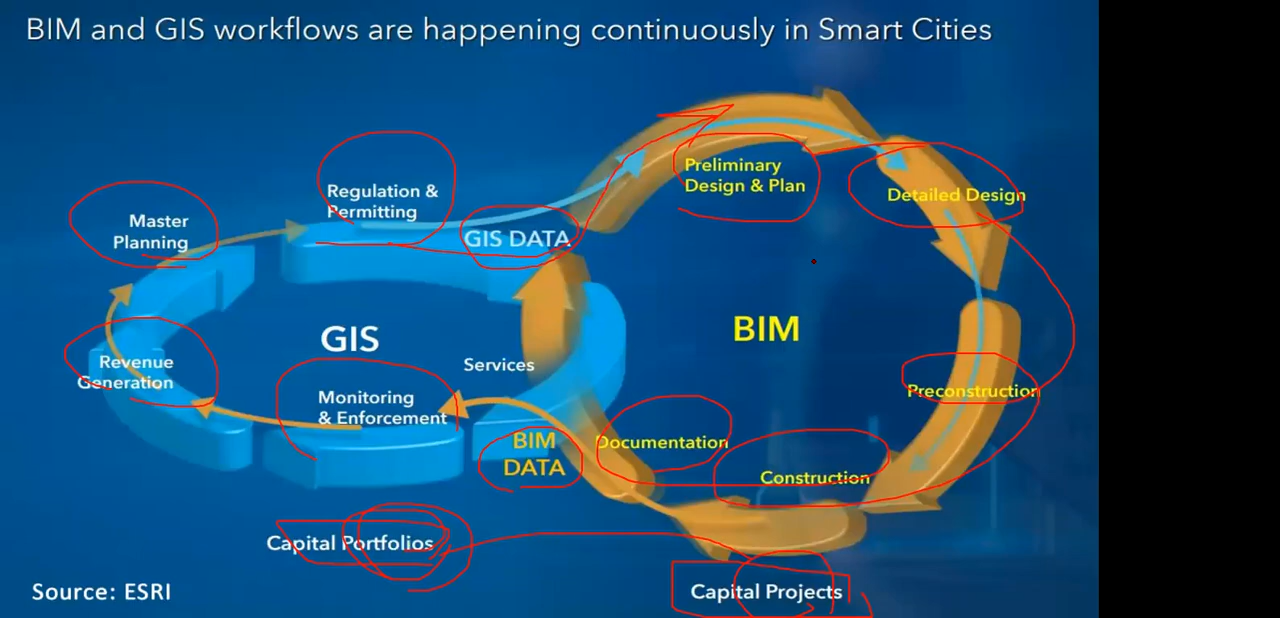 BIM and GIS workflows are happening continuously in Smart Cities
Regulation &
Permitting
Master
Planning
GIS DATA
Preliminary
Design & Plan
Detailed Design
GIS
BIM
Services
Revenue
Generation
Monitoring
& Enforcement
BIM
DATA
Documentation
Preconstruction
Construction
Capital Portfolios
Capital Projects
Source: ESRI